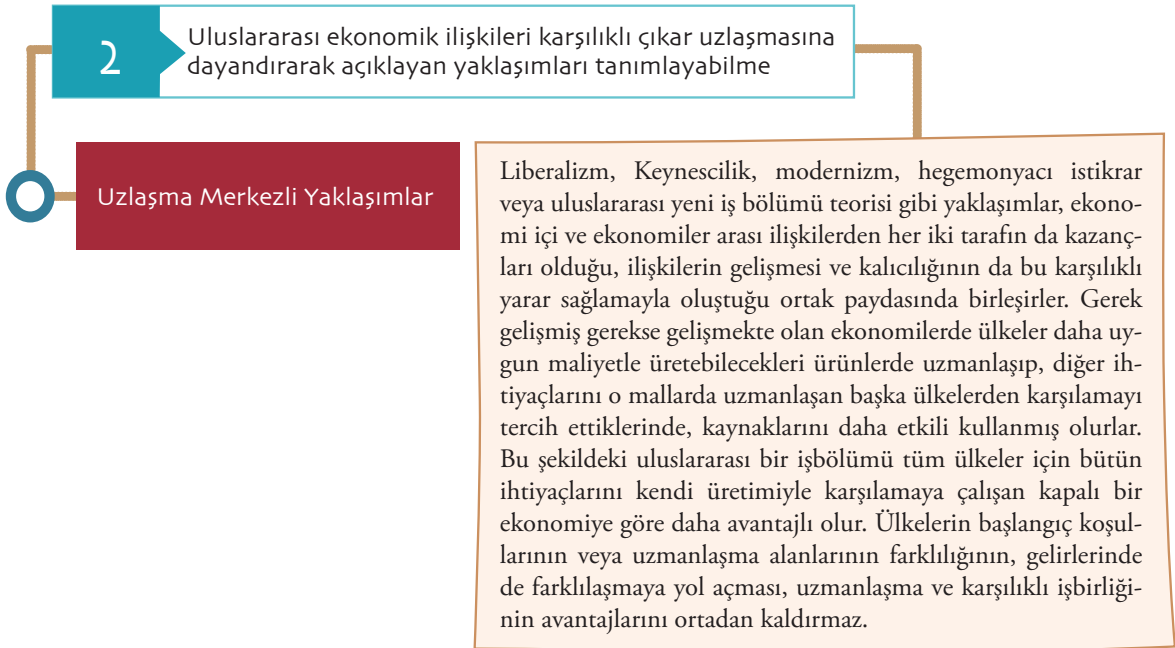 2
Uluslararası ekonomik ilişkileri karşılıklı çıkar uzlaşmasına
dayandırarak açıklayan yaklaşımları tanımlayabilme
Uzlaşma Merkezli Yaklaşımlar
Liberalizm, Keynescilik, modernizm, hegemonyacı istikrar
veya uluslararası yeni iş bölümü teorisi gibi yaklaşımlar, ekono-
mi içi ve ekonomiler arası ilişkilerden her iki tarafın da kazanç-
ları olduğu, ilişkilerin gelişmesi ve kalıcılığının da bu karşılıklı
yarar sağlamayla oluştuğu ortak paydasında birleşirler. Gerek
gelişmiş gerekse gelişmekte olan ekonomilerde ülkeler daha uy-
gun maliyetle üretebilecekleri ürünlerde uzmanlaşıp, diğer ih-
tiyaçlarını o mallarda uzmanlaşan başka ülkelerden karşılamayı
tercih ettiklerinde, kaynaklarını daha etkili kullanmış olurlar.
Bu şekildeki uluslararası bir işbölümü tüm ülkeler için bütün
ihtiyaçlarını kendi üretimiyle karşılamaya çalışan kapalı bir
ekonomiye göre daha avantajlı olur. Ülkelerin başlangıç koşul-
larının veya uzmanlaşma alanlarının farklılığının, gelirlerinde
de farklılaşmaya yol açması, uzmanlaşma ve karşılıklı işbirliği-
nin avantajlarını ortadan kaldırmaz.